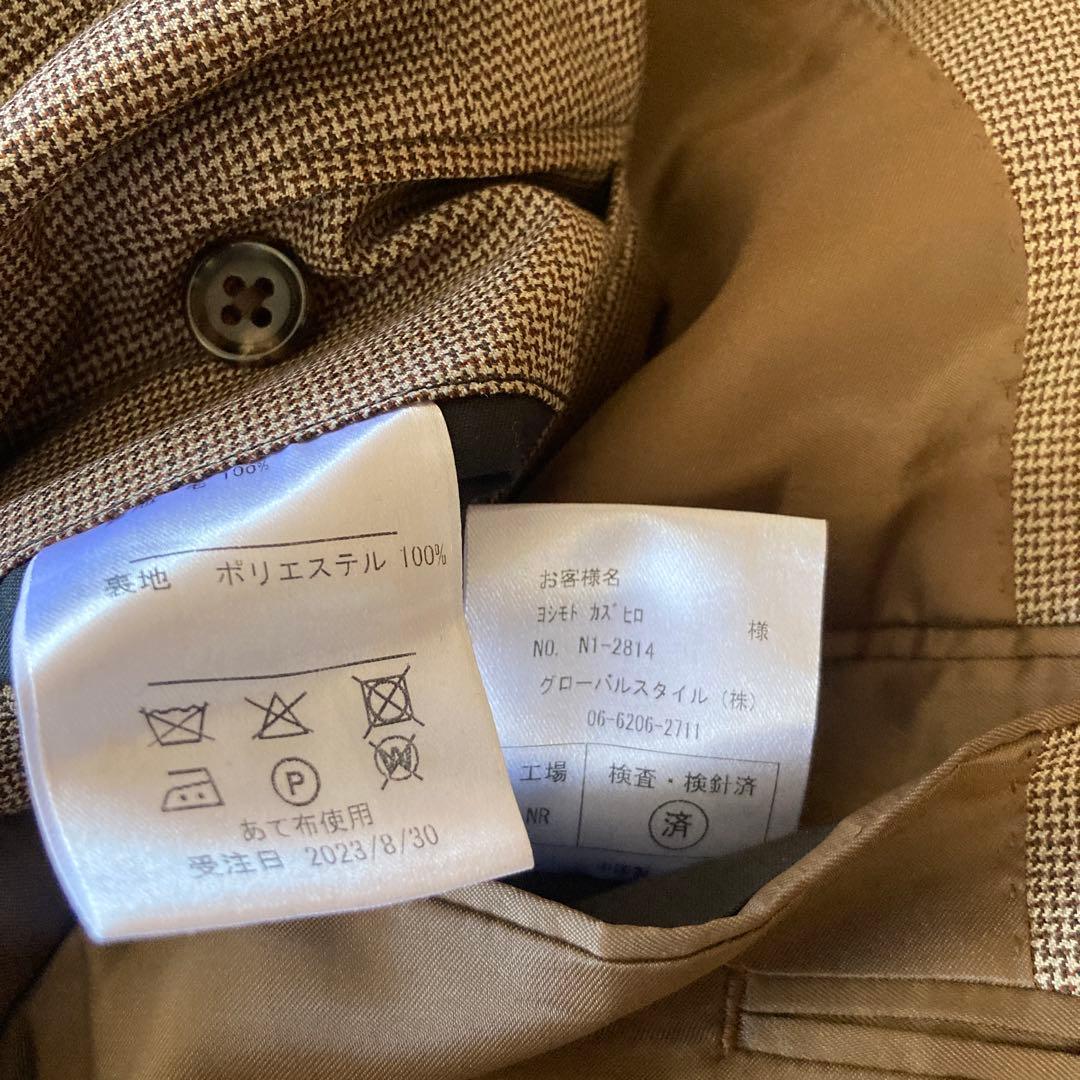 100%
表地 ポリエステル 100%
P
W
あて布使用
受注日 2023/8/30
お客様名
ヨシモト カズヒロ
様
NO. N1-2814
グローバルスタイル (株)
06-6206-2711
工場 検査・検針済
NR 済